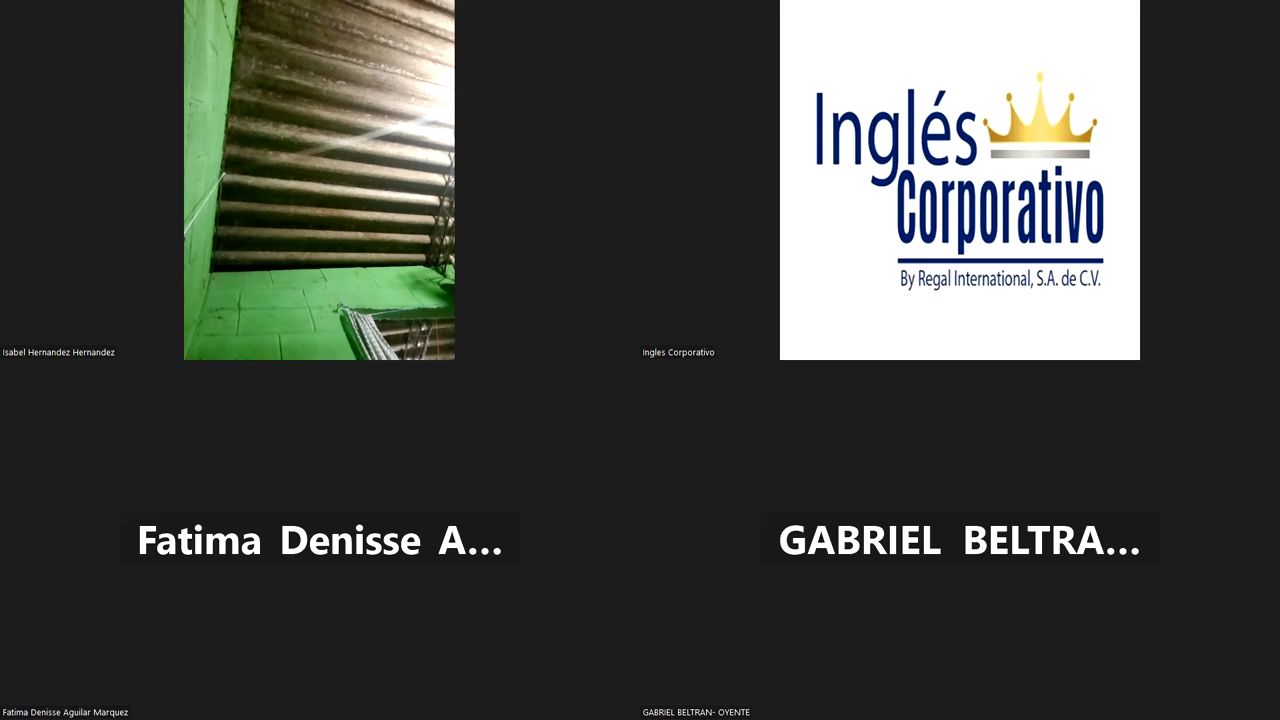 Inglés
Corporativo
By Regal International, S.A. de C.V.
Isabel Hernandez Hernandez
Ingles Corporativo
Fatima Denisse A...
GABRIEL BELTRA...
Fatima Denisse Aguilar Marquez
GABRIEL BELTRAN- OYENTE